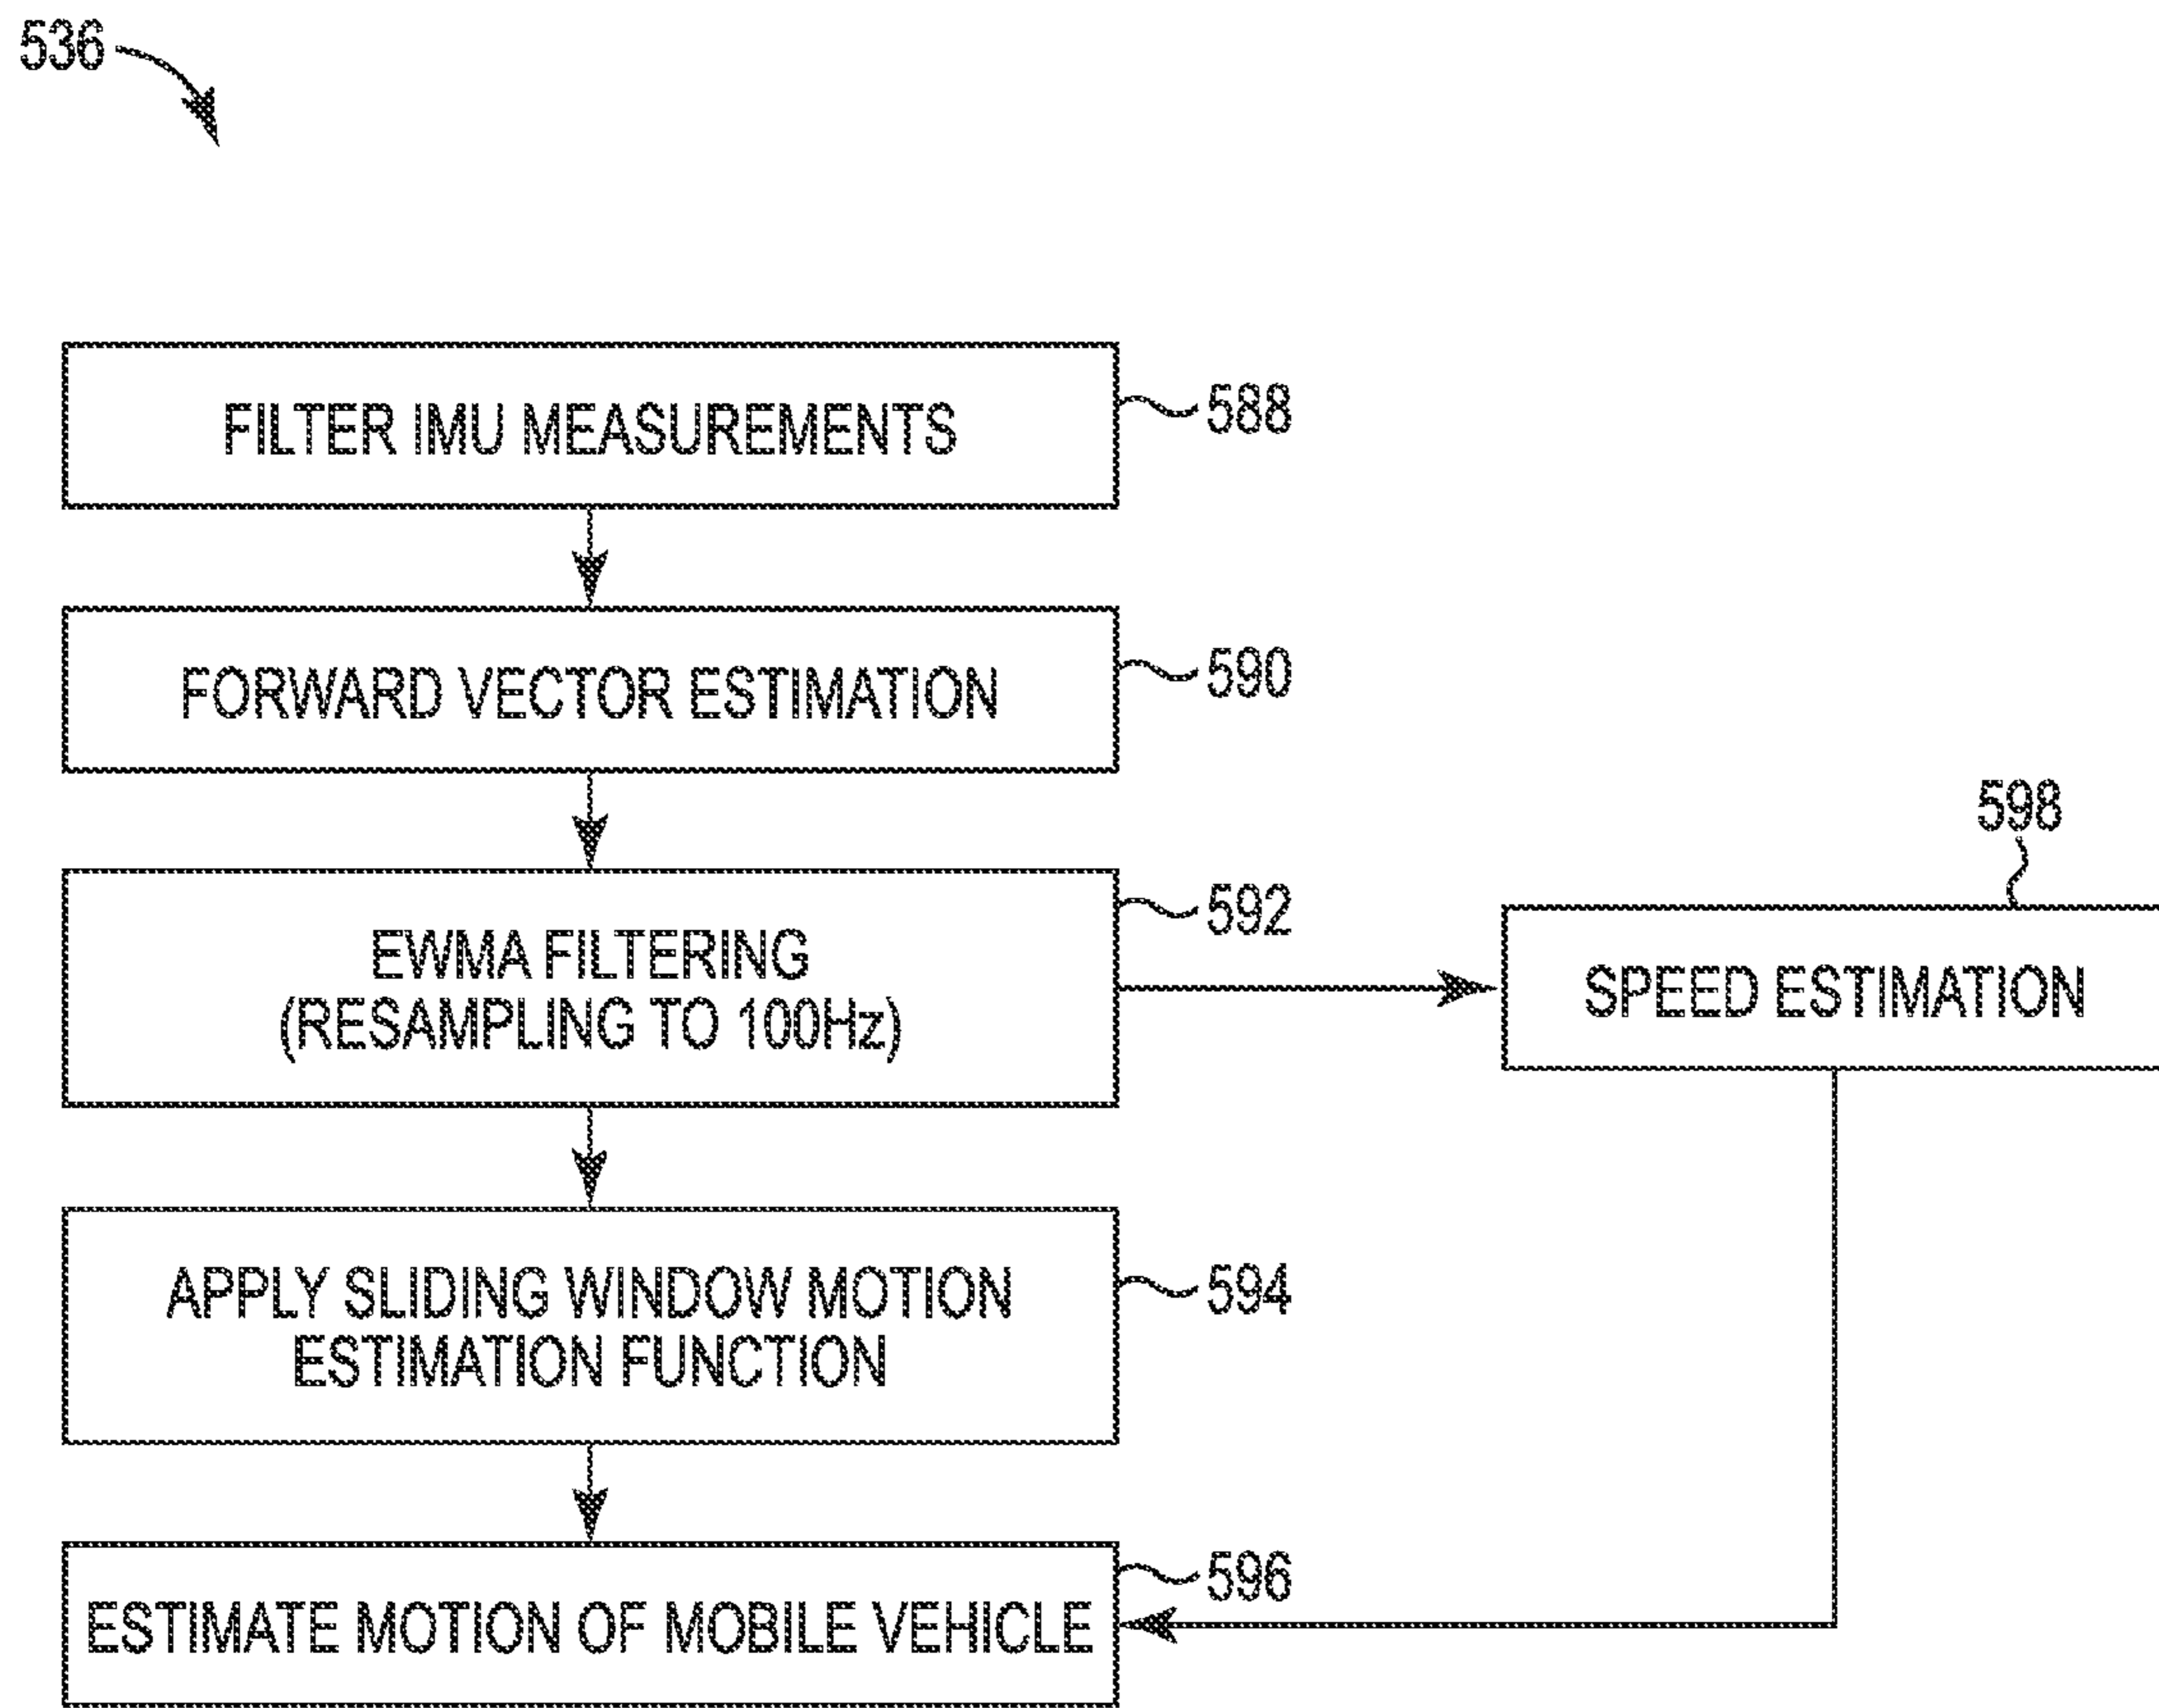 536
FILTER IMU MEASUREMENTS
588
FORWARD VECTOR ESTIMATION
590
EWMA FILTERING
(RESAMPLING TO 100Hz)
592
598
SPEED ESTIMATION
APPLY SLIDING WINDOW MOTION
ESTIMATION FUNCTION
594
ESTIMATE MOTION OF MOBILE VEHICLE
596